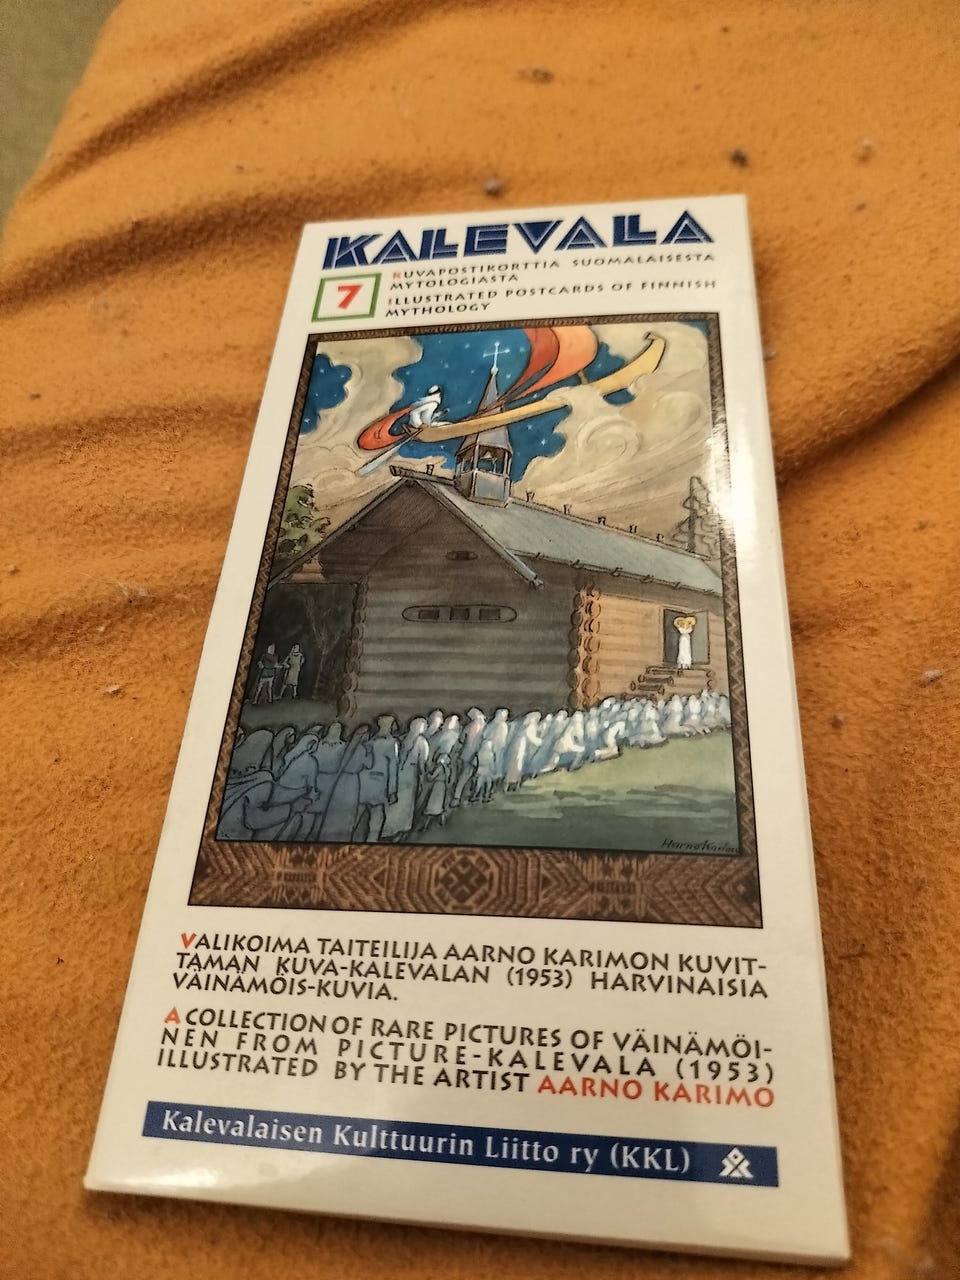 KALEVALA
7
KUVAPOSTIKORTTIA SUOMALAISESTA
MYTOLOGIASTA
ILLUSTRATED POSTCARDS OF FINNISH
MYTHOLOGY
Aarno Karimo
VALIKOIMA TAITEILIJA AARNO KARIMON KUVIT-
TAMAN KUVA-KALEVALAN (1953) HARVINAISIA
VÄINÄMÖIS-KUVIA.
A COLLECTION OF RARE PICTURES OF VÄINÄMÖI-
NEN FROM PICTURE-KALEVALA (1953)
ILLUSTRATED BY THE ARTIST AARNO KARIMO
Kalevalaisen Kulttuurin Liitto ry (KKL)